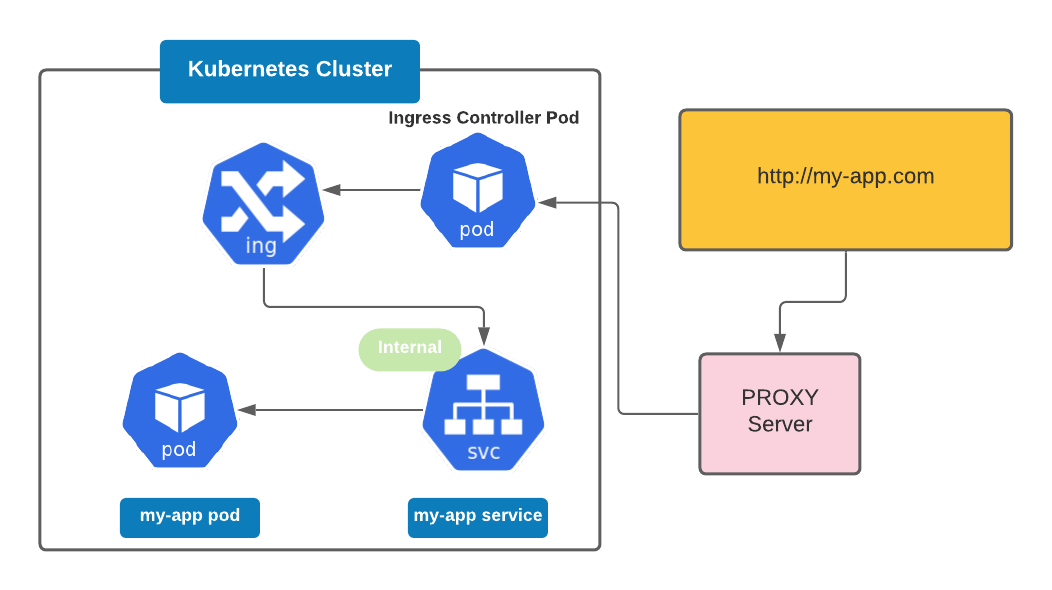 Kubernetes Cluster
Ingress Controller Pod
http://my-app.com
ing
pod
Internal
PROXY
Server
pod
svc
my-app pod
my-app service